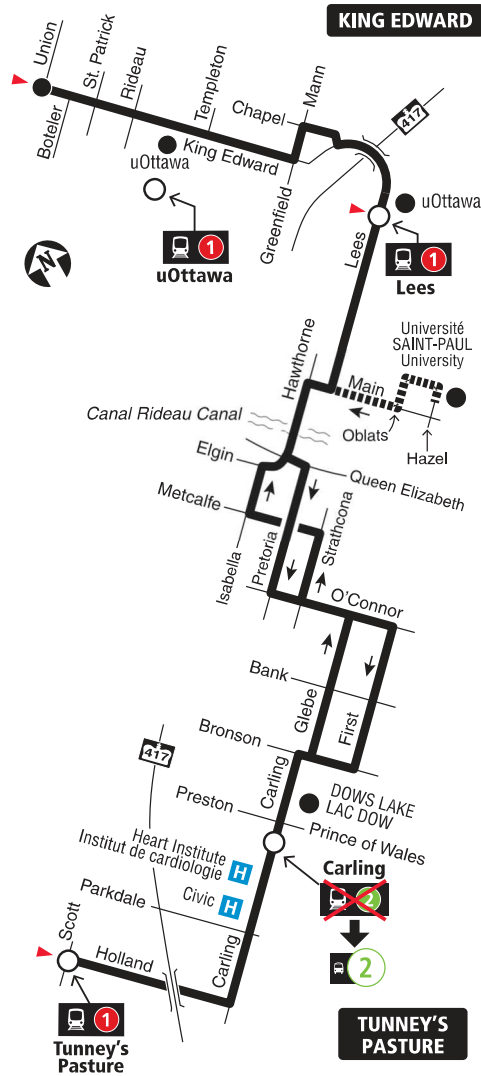 KING EDWARD
Union
St. Patrick
Rideau
Templeton
Mann
Chapel
417
Boteler
King Edward
uOttawa
Greenfield
1
uOttawa
N
uOttawa
Lees
1
Lees
Université
SAINT-PAUL
University
Hawthorne
Main
Oblats
Hazel
Canal Rideau Canal
Elgin
Queen Elizabeth
Metcalfe
Isabella
Pretoria
Strathcona
O'Connor
Bank
Glebe
First
Bronson
417
Carling
Preston
DOWS LAKE
LAC DOW
Prince of Wales
Heart Institute
Institut de cardiologie
H
Civic
H
Carling
2
2
Parkdale
Scott
Holland
Carling
1
Tunney's
Pasture
TUNNEY'S
PASTURE